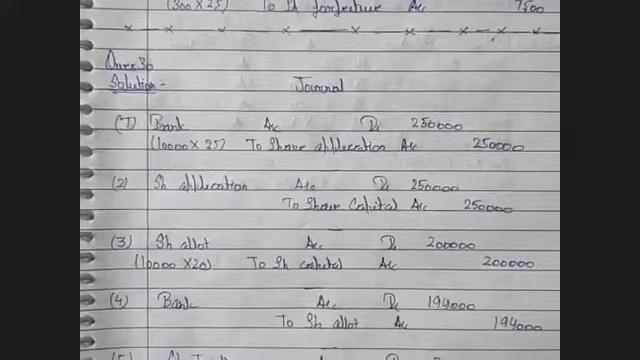 (300 X 25) To Sh forfeiture A/c 7500
Ques 30
Solution - Journal
(1) Bank A/c Dr 250000
(10000 X 25) To Share application A/c 250000
(2) Sh application A/c Dr 250000
To Share Capital A/c 250000
(3) Sh allot A/c Dr 200000
(10000 X 20) To Sh capital A/c 200000
(4) Bank A/c Dr 194000
To Sh allot A/c 194000
(5)